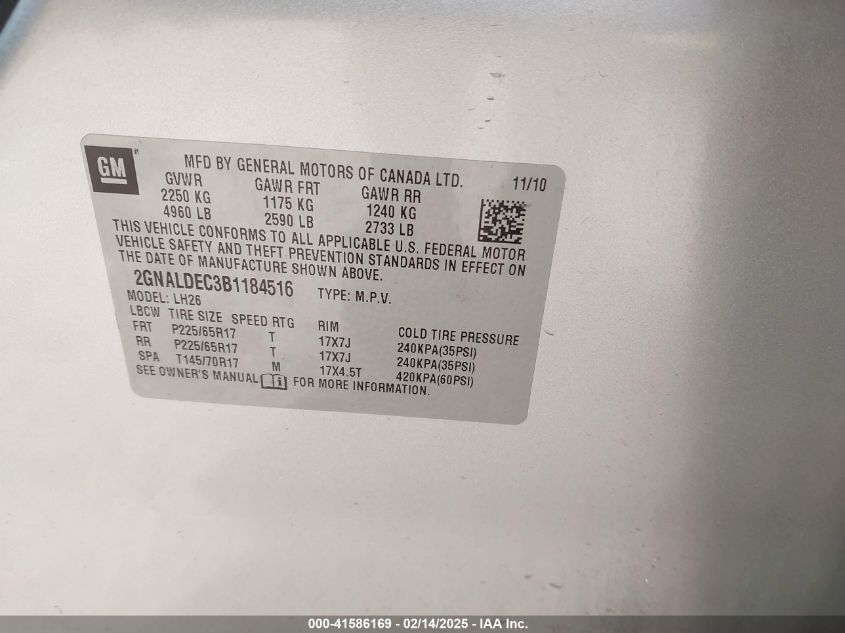 GM
MFD BY GENERAL MOTORS OF CANADA LTD. 11/10
GVWR GAWR FRT GAWR RR
2250 KG 1175 KG 1240 KG
4960 LB 2590 LB 2733 LB
THIS VEHICLE CONFORMS TO ALL APPLICABLE U.S. FEDERAL MOTOR
VEHICLE SAFETY AND THEFT PREVENTION STANDARDS IN EFFECT ON
THE DATE OF MANUFACTURE SHOWN ABOVE.
2GNALDEC3B1184516 TYPE: M.P.V.
MODEL: LH26
LBCW TIRE SIZE SPEED RTG RIM COLD TIRE PRESSURE
FRT P225/65R17 T 17X7J 240KPA(35PSI)
RR P225/65R17 T 17X7J 240KPA(35PSI)
SPA T145/70R17 M 17X4.5T 420KPA(60PSI)
SEE OWNER'S MANUAL i FOR MORE INFORMATION.
000-41586169 - 02/14/2025 - IAA Inc.